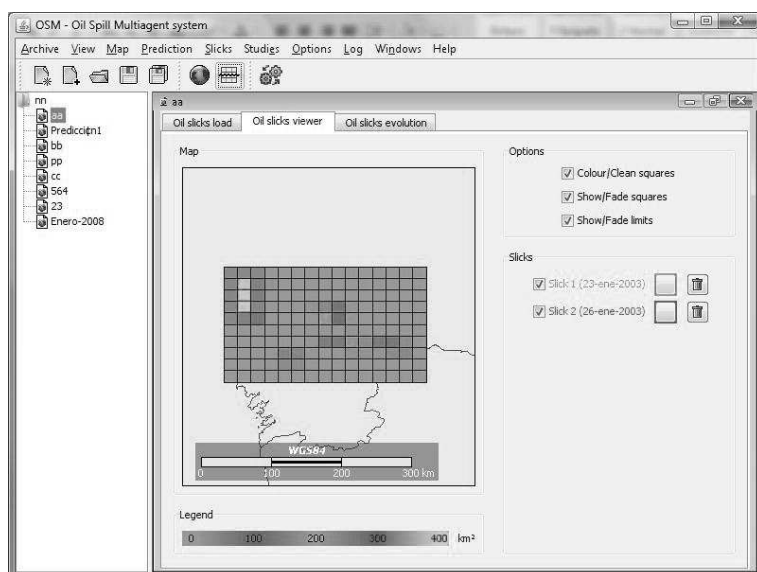 OSM - Oil Spill Multiagent system
Archive View Map Prediction Slicks Studies Options Log Windows Help
nn
aa
Predicci¢n1
bb
pp
cc
564
23
Enero-2008
aa
Oil slicks load Oil slicks viewer Oil slicks evolution
Map
WGS84
0 100 200 300 km
Legend
0 100 200 300 400 km²
Options
Colour/Clean squares
Show/Fade squares
Show/Fade limits
Slicks
Slick 1 (23-ene-2003)
Slick 2 (26-ene-2003)